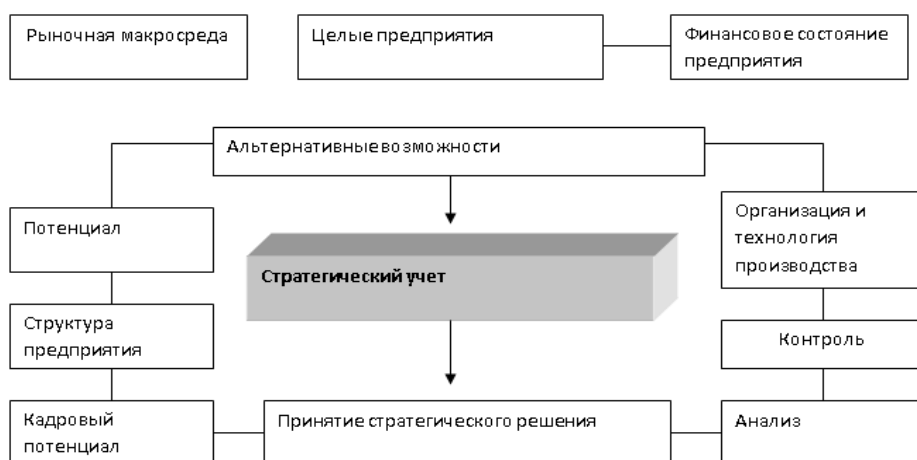 Рыночная макросреда
Целые предприятия
Финансовое состояние
предприятия
Альтернативные возможности
Потенциал
Организация и
технология
производства
Стратегический учет
Структура
предприятия
Контроль
Кадровый
потенциал
Принятие стратегического решения
Анализ